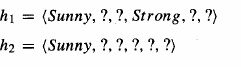 h₁ = ⟨Sunny, ?, ?, Strong, ?, ?⟩
h₂ = ⟨Sunny, ?, ?, ?, ?, ?⟩